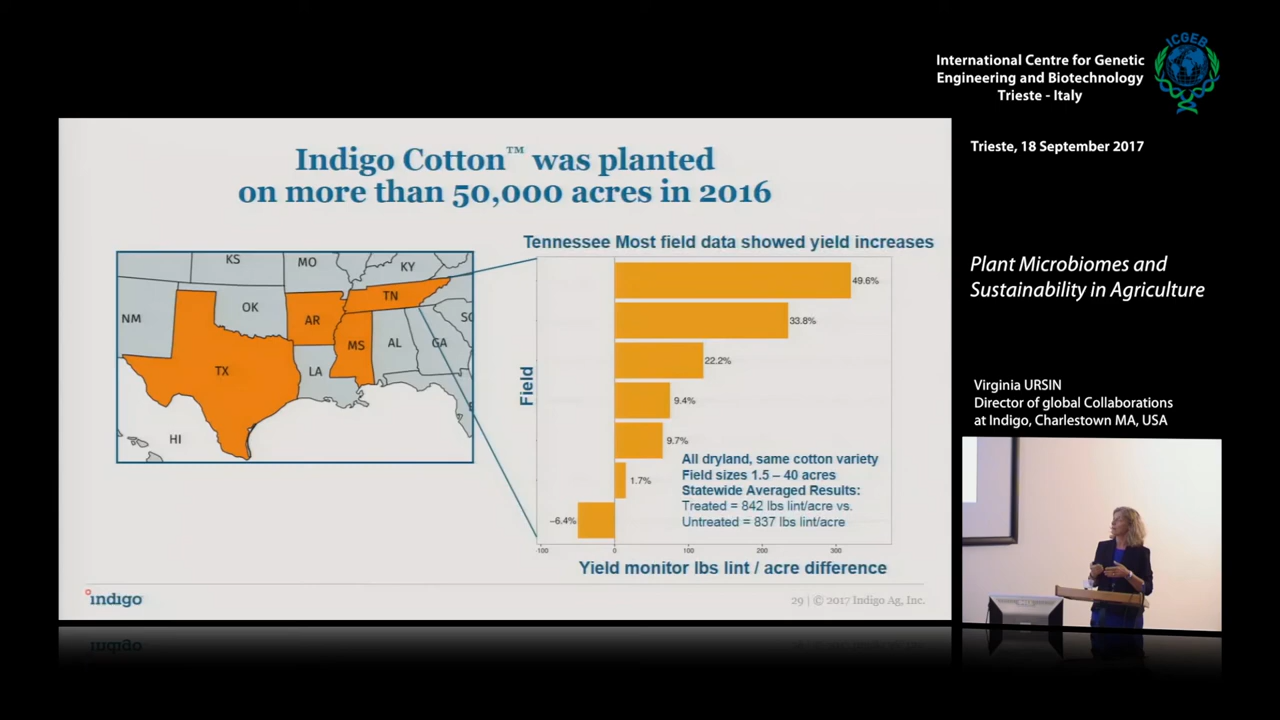 ICGEB
International Centre for Genetic
Engineering and Biotechnology
Trieste - Italy
Trieste, 18 September 2017
Plant Microbiomes and
Sustainability in Agriculture
Virginia URSIN
Director of global Collaborations
at Indigo, Charlestown MA, USA
Indigo Cotton™ was planted
on more than 50,000 acres in 2016
KS
MO
KY
NM
OK
AR
TN
SC
TX
LA
MS
AL
GA
HI
Tennessee Most field data showed yield increases
Field
49.6%
33.8%
22.2%
9.4%
9.7%
1.7%
–6.4%
All dryland, same cotton variety
Field sizes 1.5 – 40 acres
Statewide Averaged Results:
Treated = 842 lbs lint/acre vs.
Untreated = 837 lbs lint/acre
-100
0
100
200
300
Yield monitor lbs lint / acre difference
indigo
29 | © 2017 Indigo Ag, Inc.